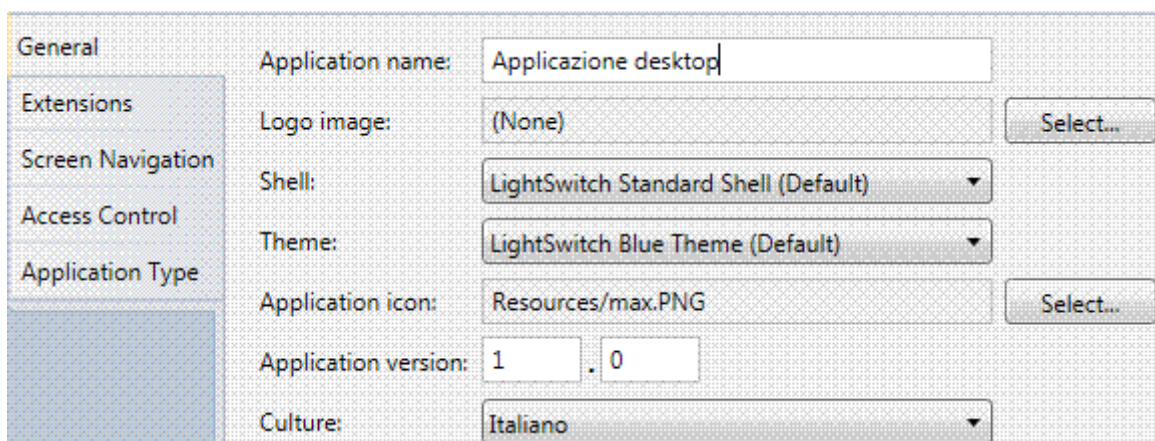 General
Extensions
Screen Navigation
Access Control
Application Type
Application name: Applicazione desktop
Logo image: (None) Select...
Shell: LightSwitch Standard Shell (Default)
Theme: LightSwitch Blue Theme (Default)
Application icon: Resources/max.PNG Select...
Application version: 1 . 0
Culture: Italiano